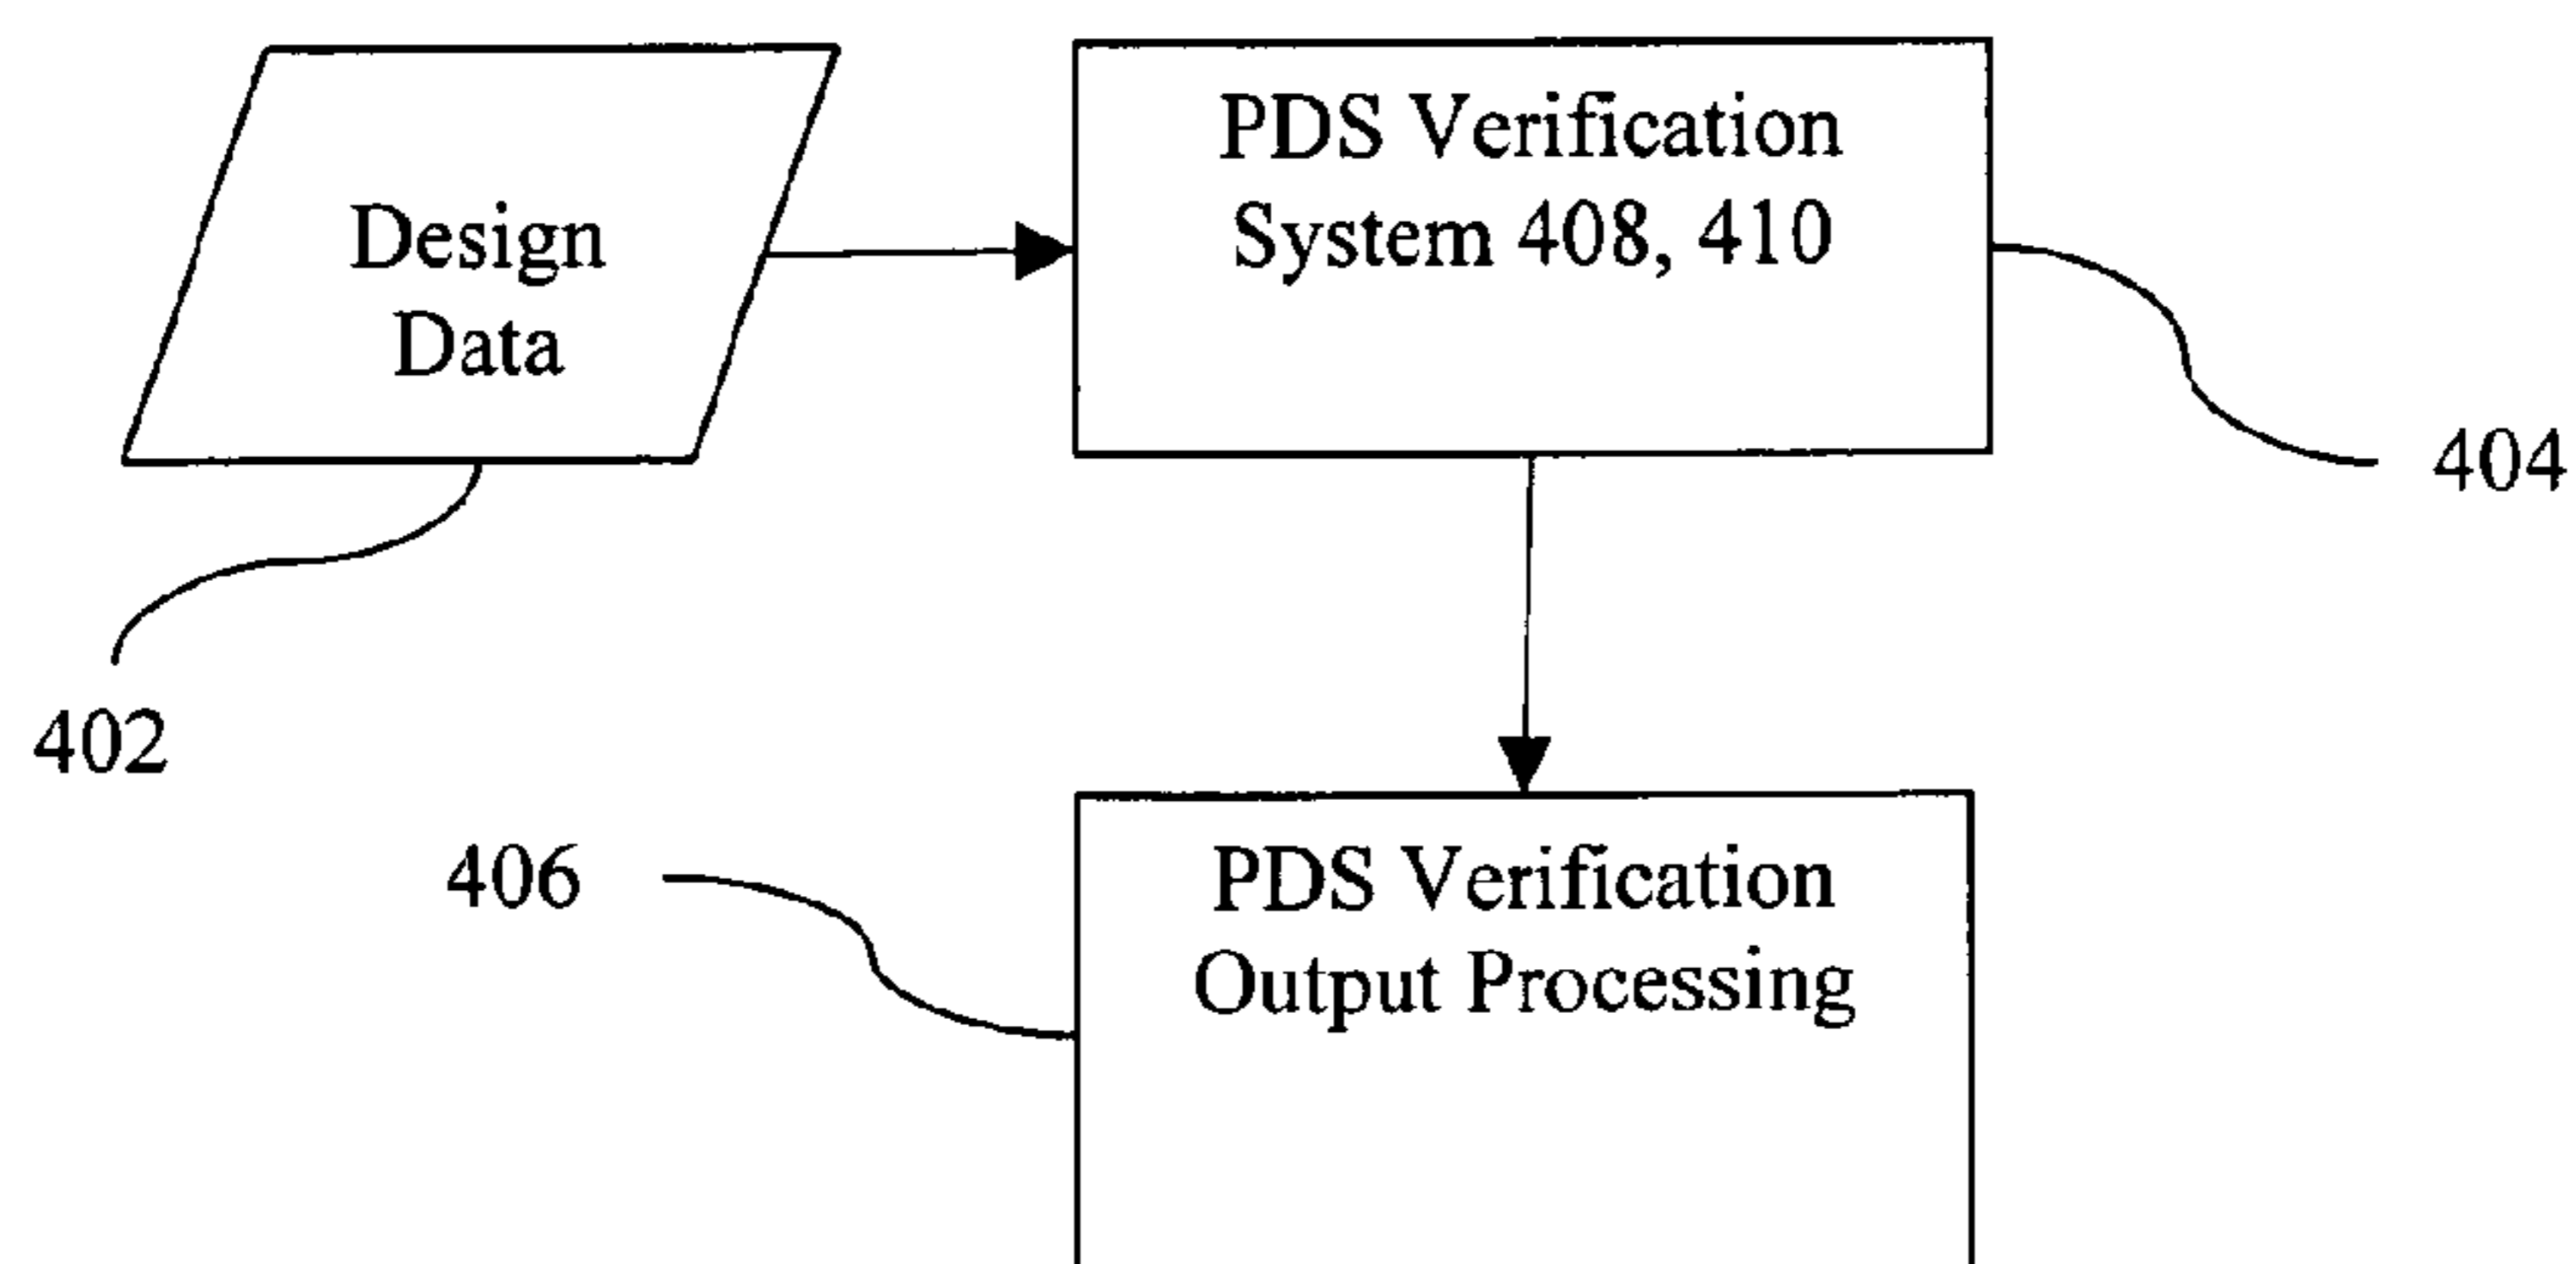 Design
Data
PDS Verification
System 408, 410
404
402
406
PDS Verification
Output Processing